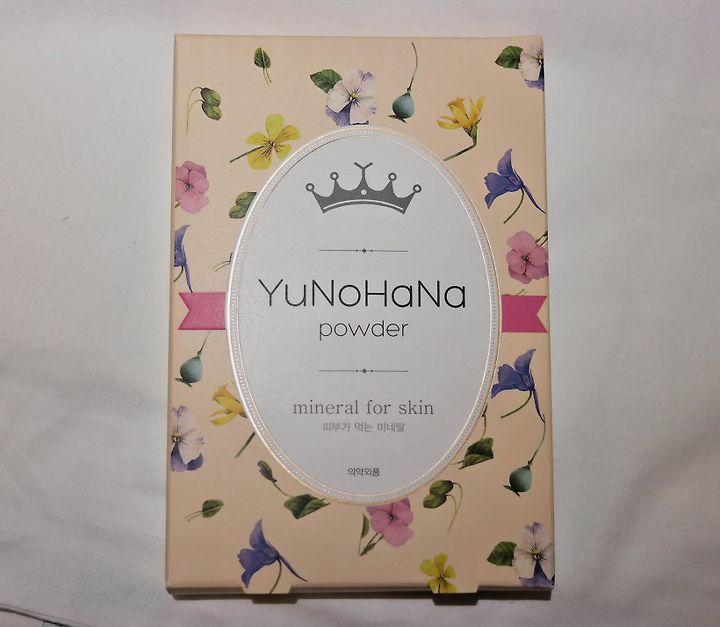 YuNoHaNa
powder
mineral for skin
피부가 먹는 미네랄
의약외품